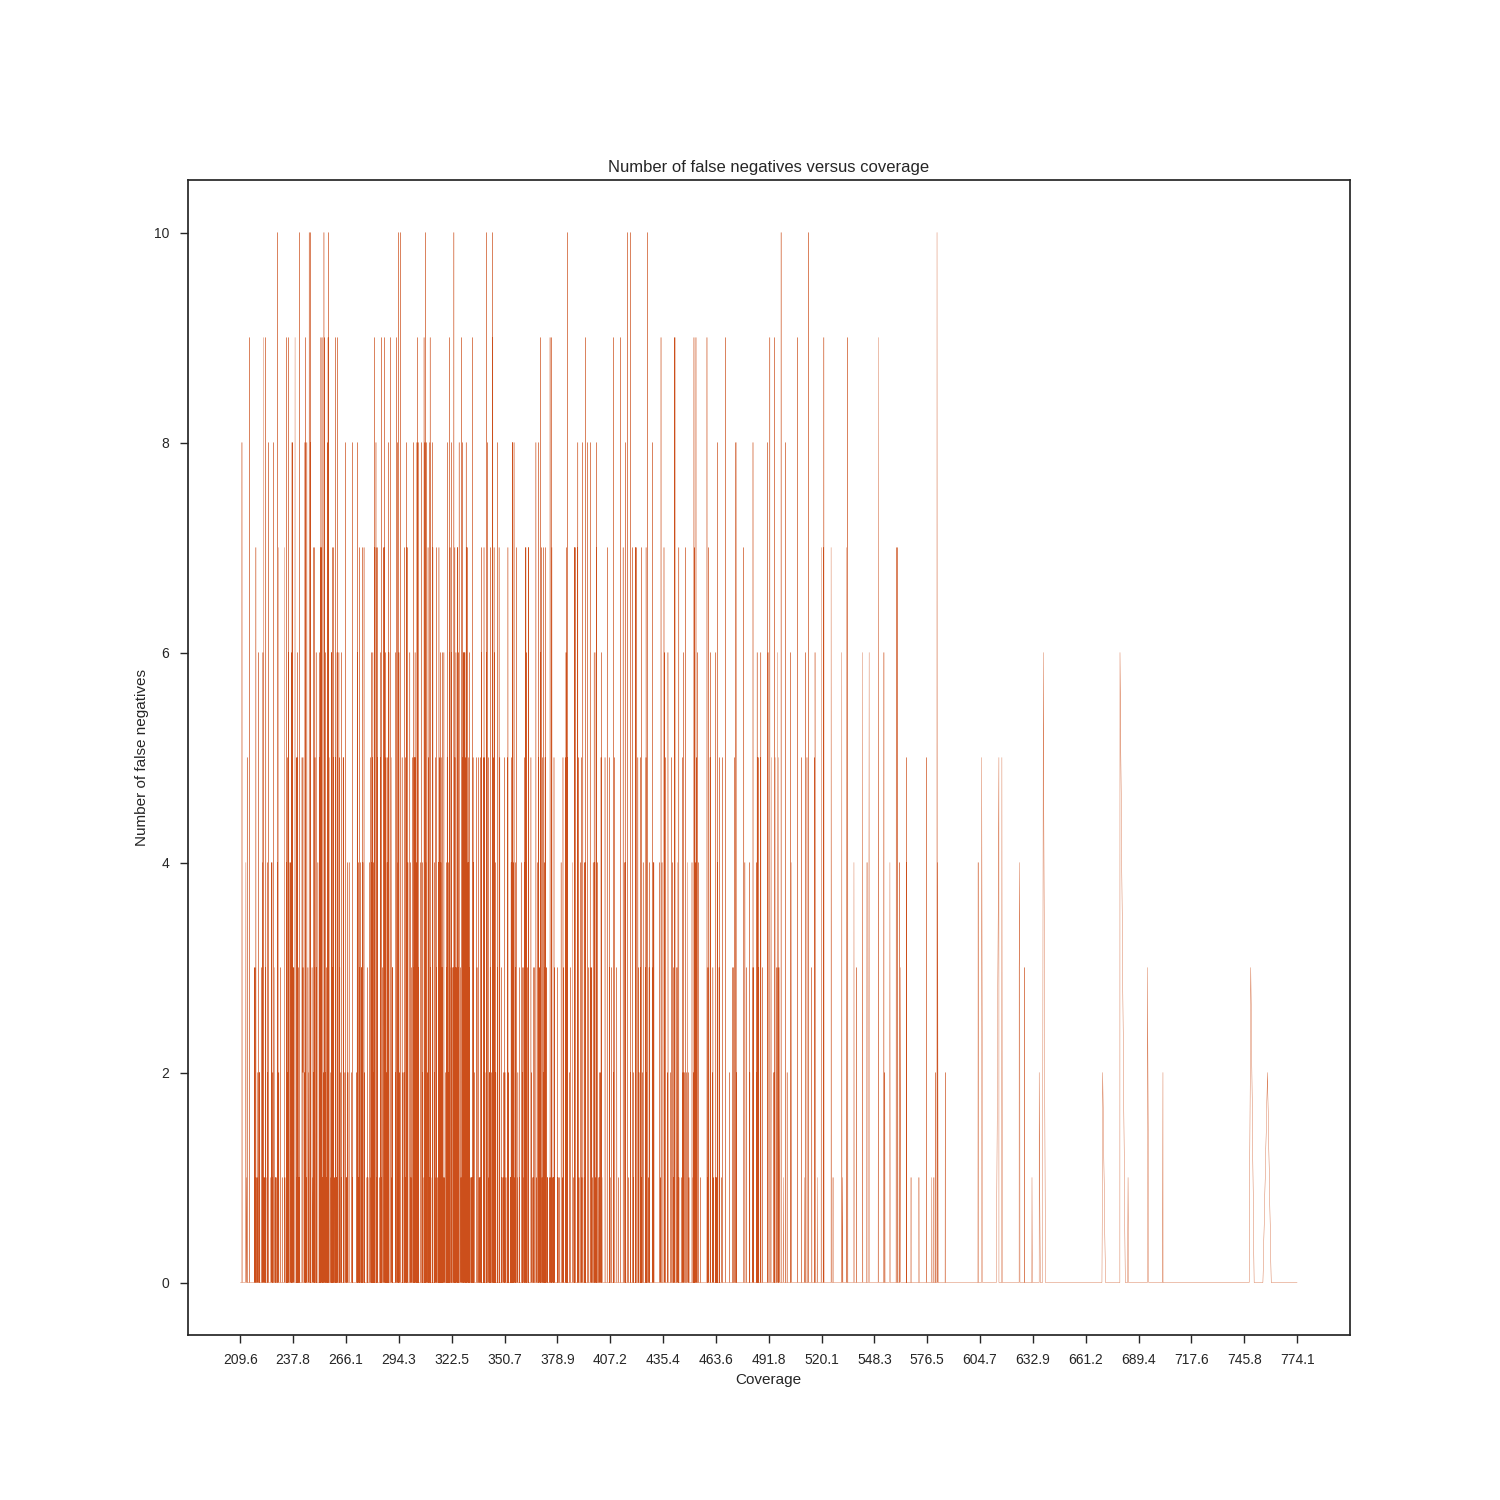 Number of false negatives versus coverage
10
8
6
4
2
0
Number of false negatives
209.6 237.8 266.1 294.3 322.5 350.7 378.9 407.2 435.4 463.6 491.8 520.1 548.3 576.5 604.7 632.9 661.2 689.4 717.6 745.8 774.1
Coverage